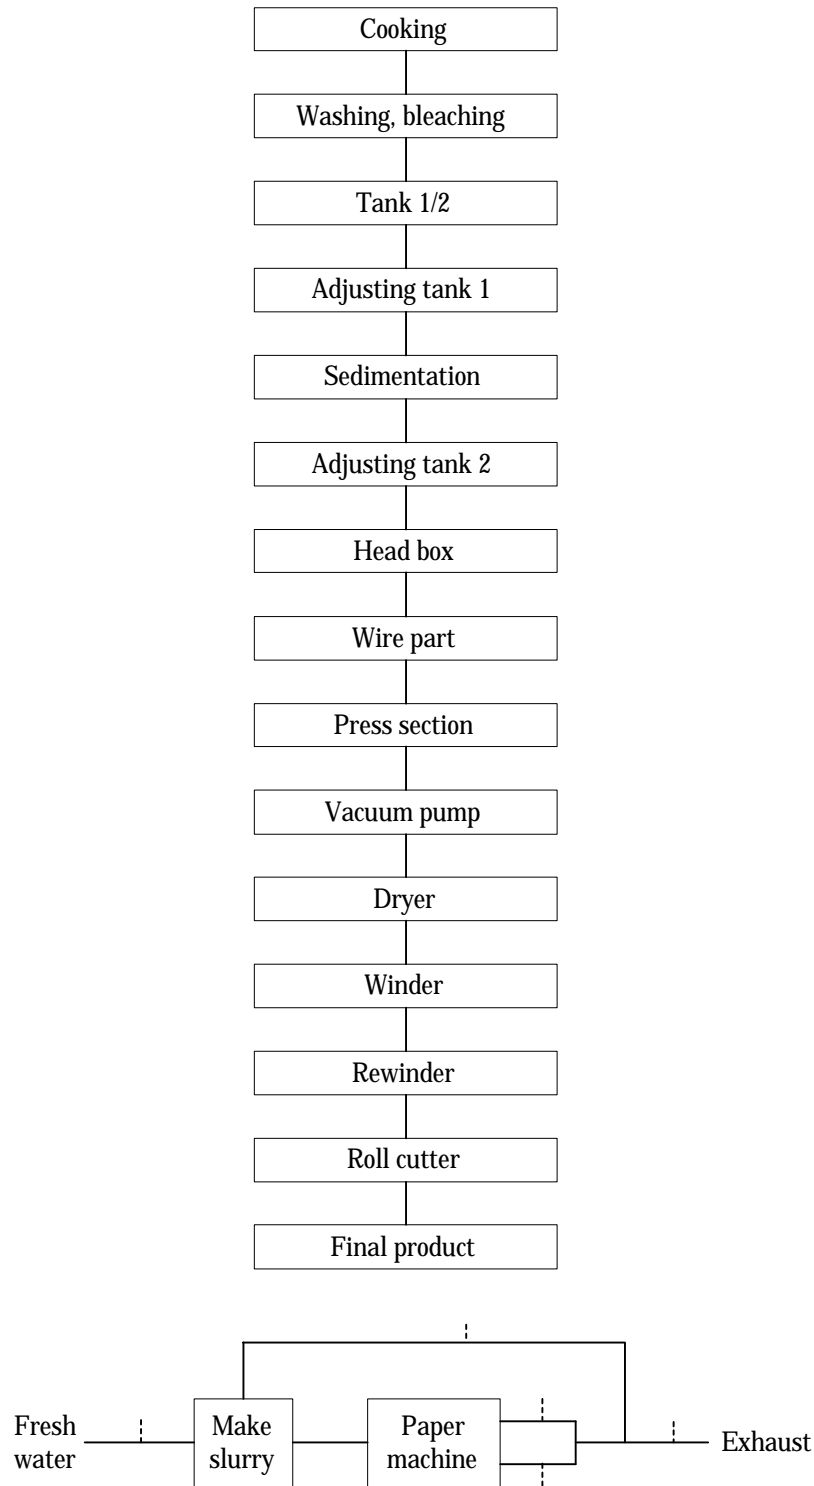 Cooking
Washing, bleaching
Tank 1/2
Adjusting tank 1
Sedimentation
Adjusting tank 2
Head box
Wire part
Press section
Vacuum pump
Dryer
Winder
Rewinder
Roll cutter
Final product
Fresh
water
Make
slurry
Paper
machine
Exhaust